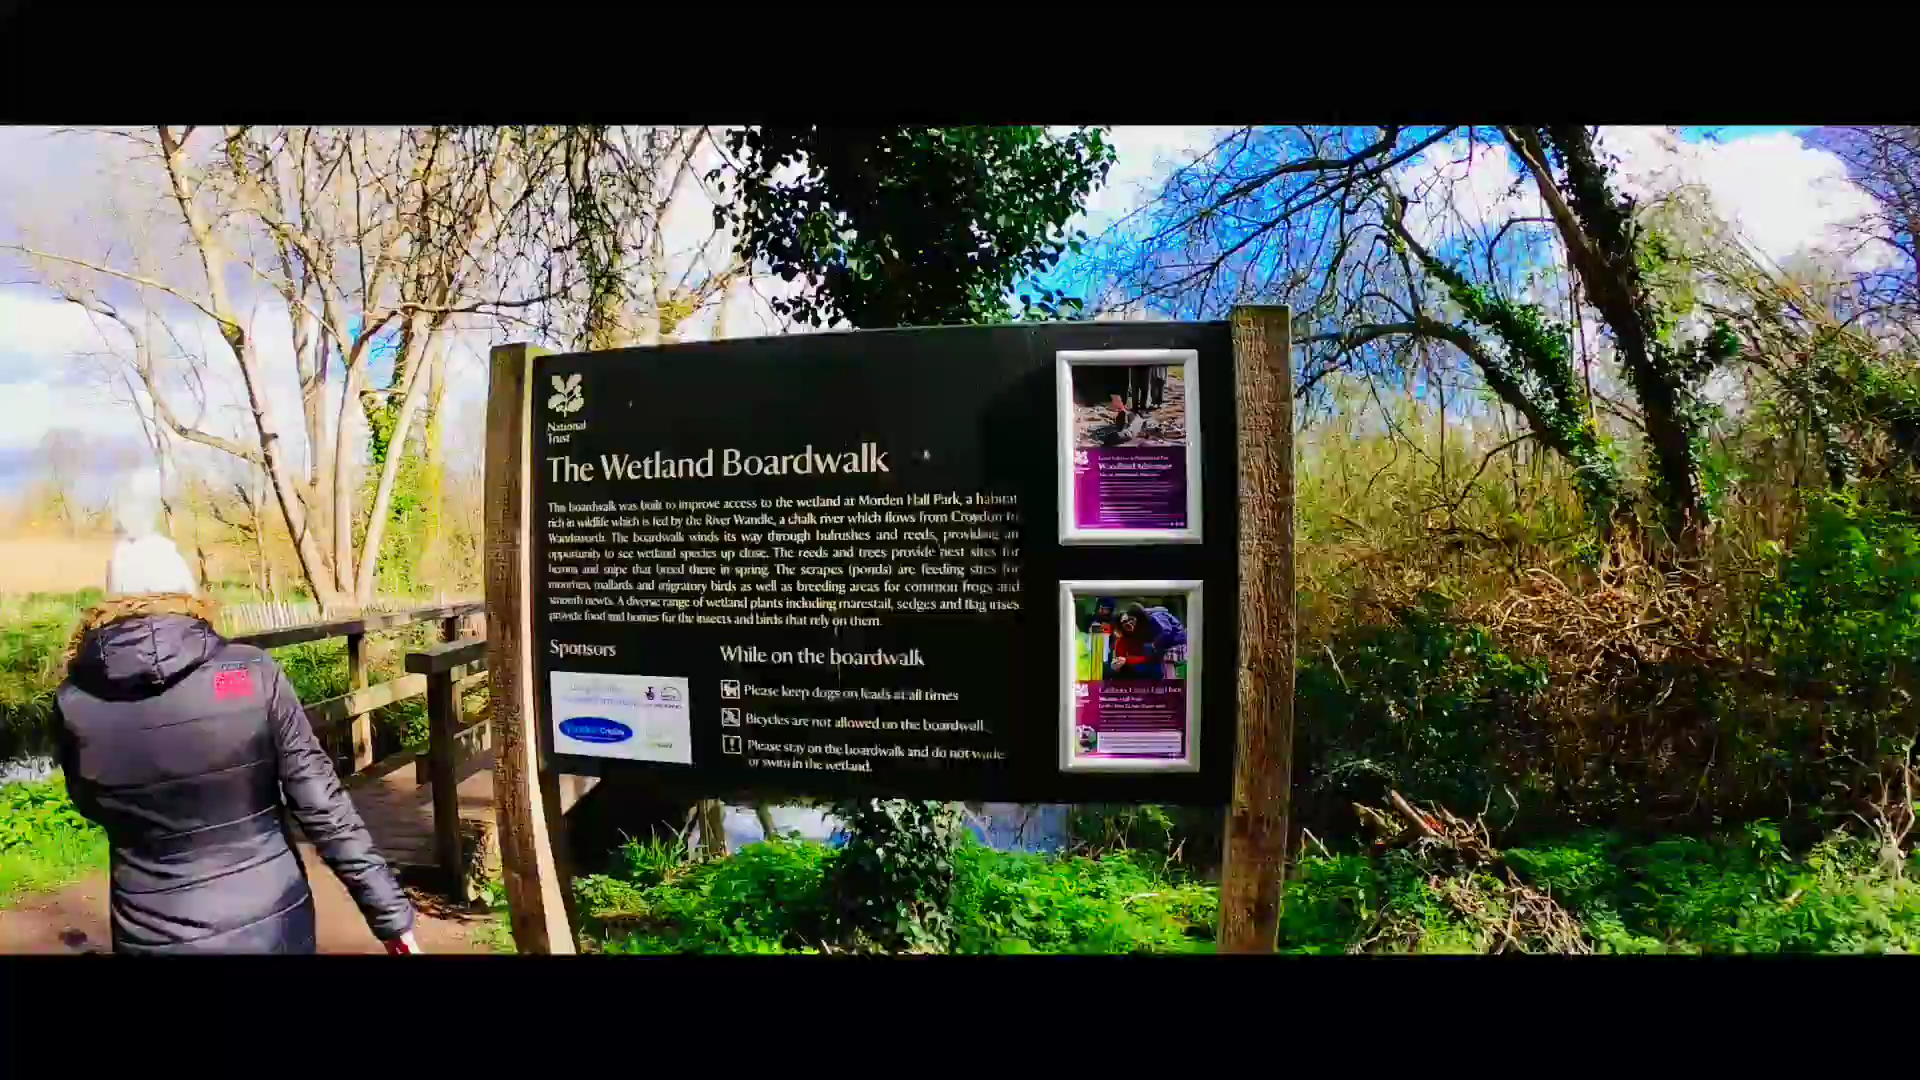 National
Trust
The Wetland Boardwalk
The boardwalk was built to improve access to the wetland at Morden Hall Park, a habitat
rich in wildlife which is fed by the River Wandle, a chalk river which flows from Croydon to
Wandsworth. The boardwalk winds its way through bulrushes and reeds, providing an
opportunity to see wetland species up close. The reeds and trees provide nest sites for
herons and snipe that breed there in spring. The scrapes (ponds) are feeding sites for
moorhen, mallards and migratory birds as well as breeding areas for common frogs and
smooth newts. A diverse range of wetland plants including marestail, sedges and flag irises
provide food and homes for the insects and birds that rely on them.
Sponsors
While on the boardwalk
Please keep dogs on leads at all times
Bicycles are not allowed on the boardwalk
Please stay on the boardwalk and do not wade
or swim in the wetland.
Woodland Adventure